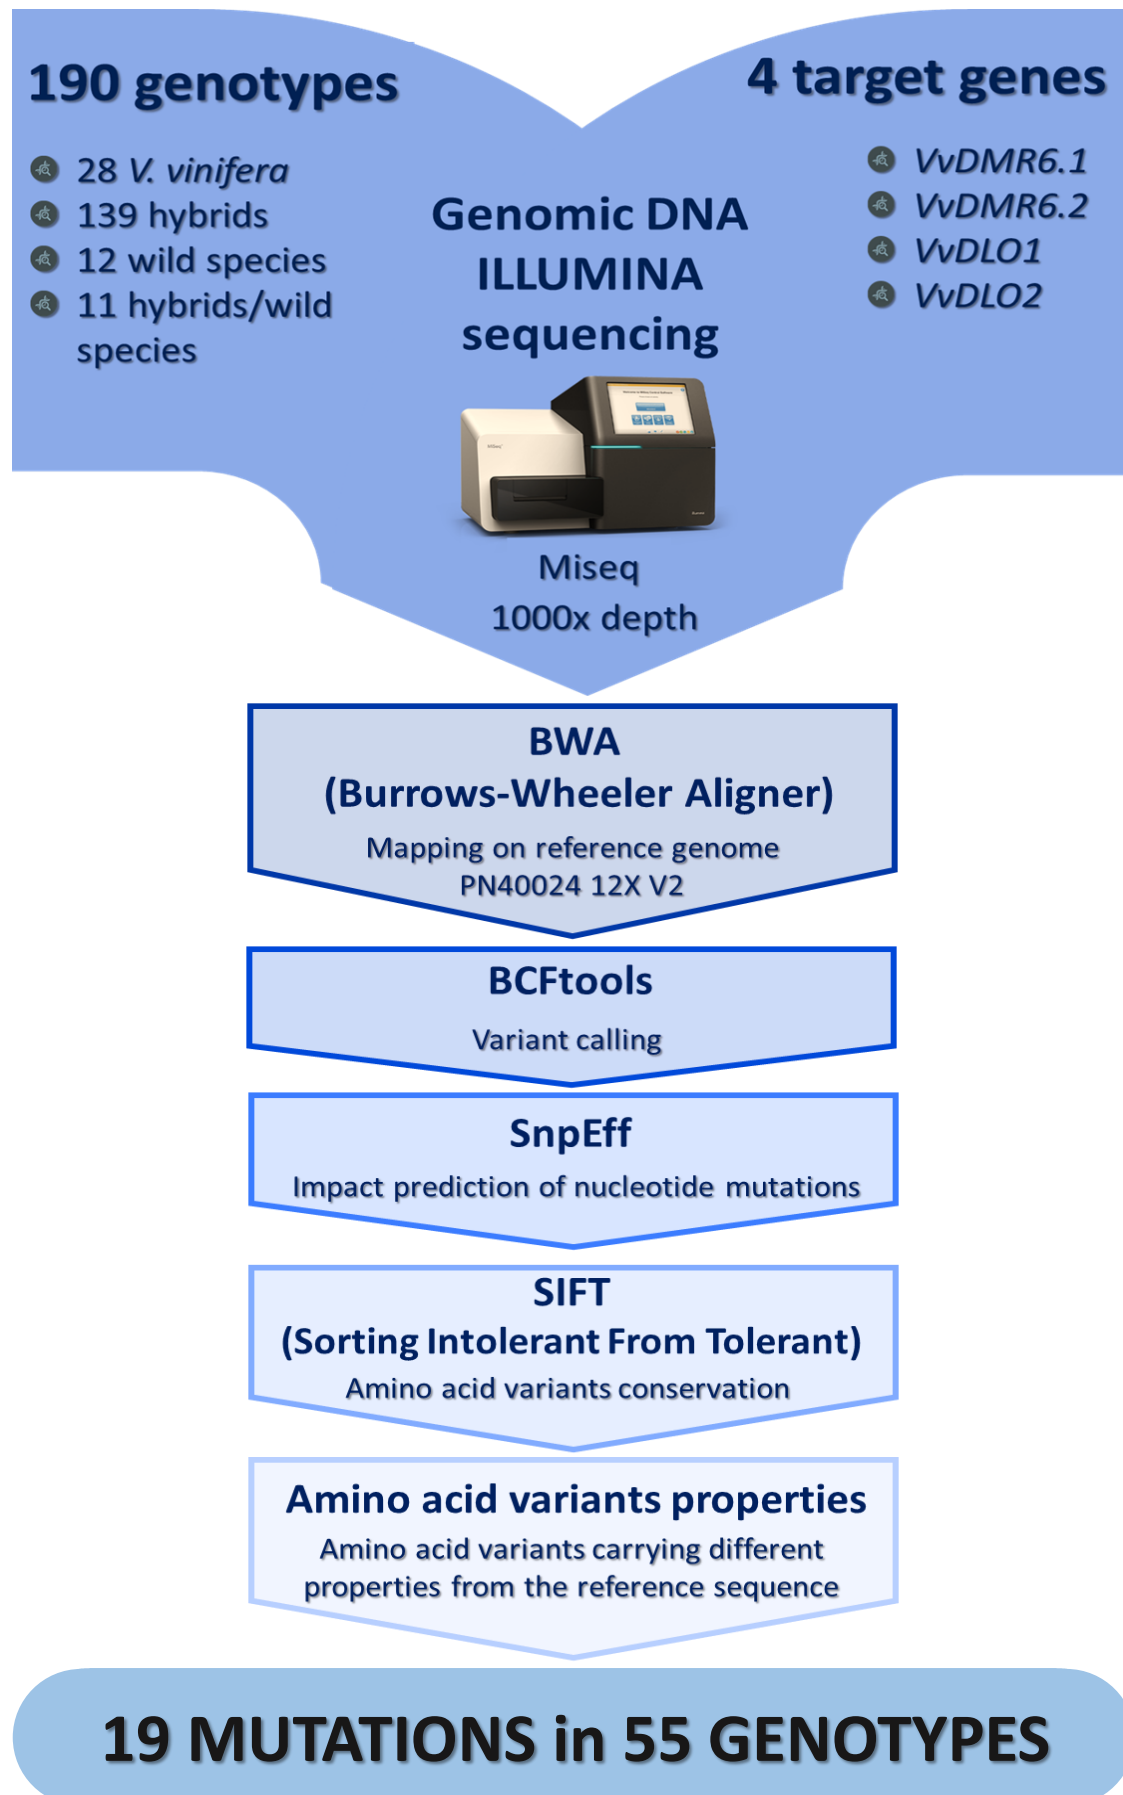 190 genotypes
28 V. vinifera
139 hybrids
12 wild species
11 hybrids/wild
species
4 target genes
VvDMR6.1
VvDMR6.2
VvDLO1
VvDLO2
Genomic DNA
ILLUMINA
sequencing
Miseq
1000x depth
BWA
(Burrows-Wheeler Aligner)
Mapping on reference genome
PN40024 12X V2
BCFtools
Variant calling
SnpEff
Impact prediction of nucleotide mutations
SIFT
(Sorting Intolerant From Tolerant)
Amino acid variants conservation
Amino acid variants properties
Amino acid variants carrying different
properties from the reference sequence
19 MUTATIONS in 55 GENOTYPES